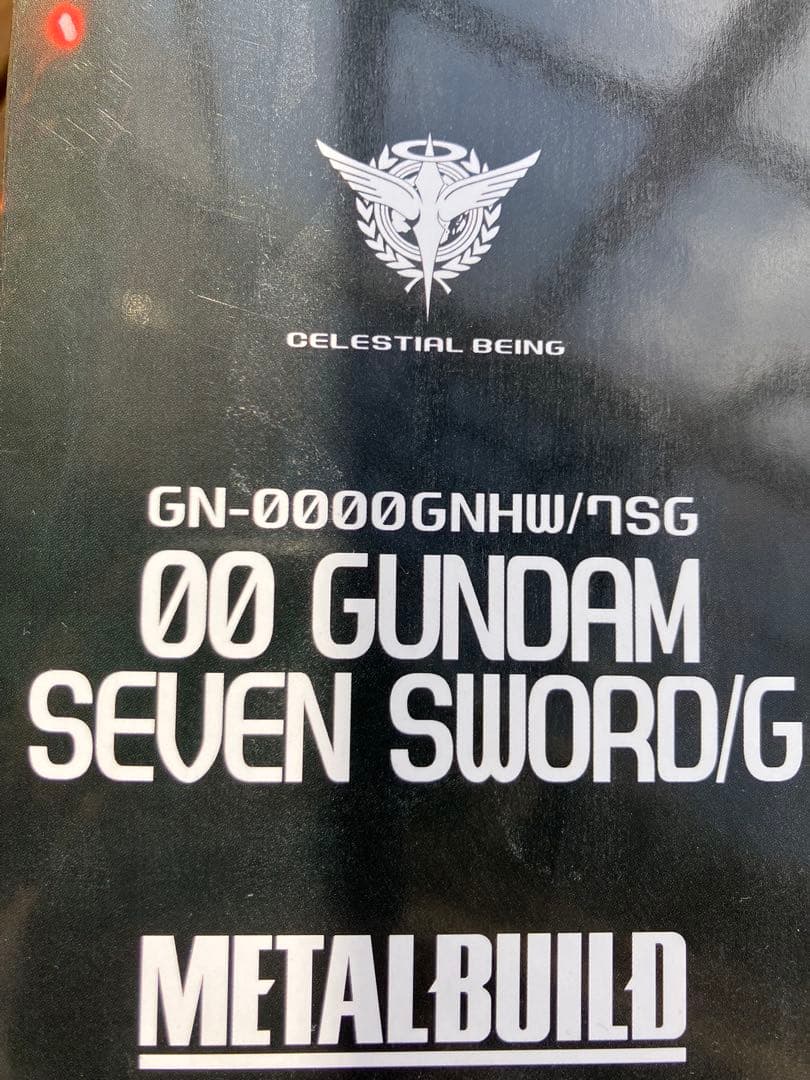 CELESTIAL BEING
GN-0000GNHW/7SG
00 GUNDAM
SEVEN SWORD/G
METALBUILD